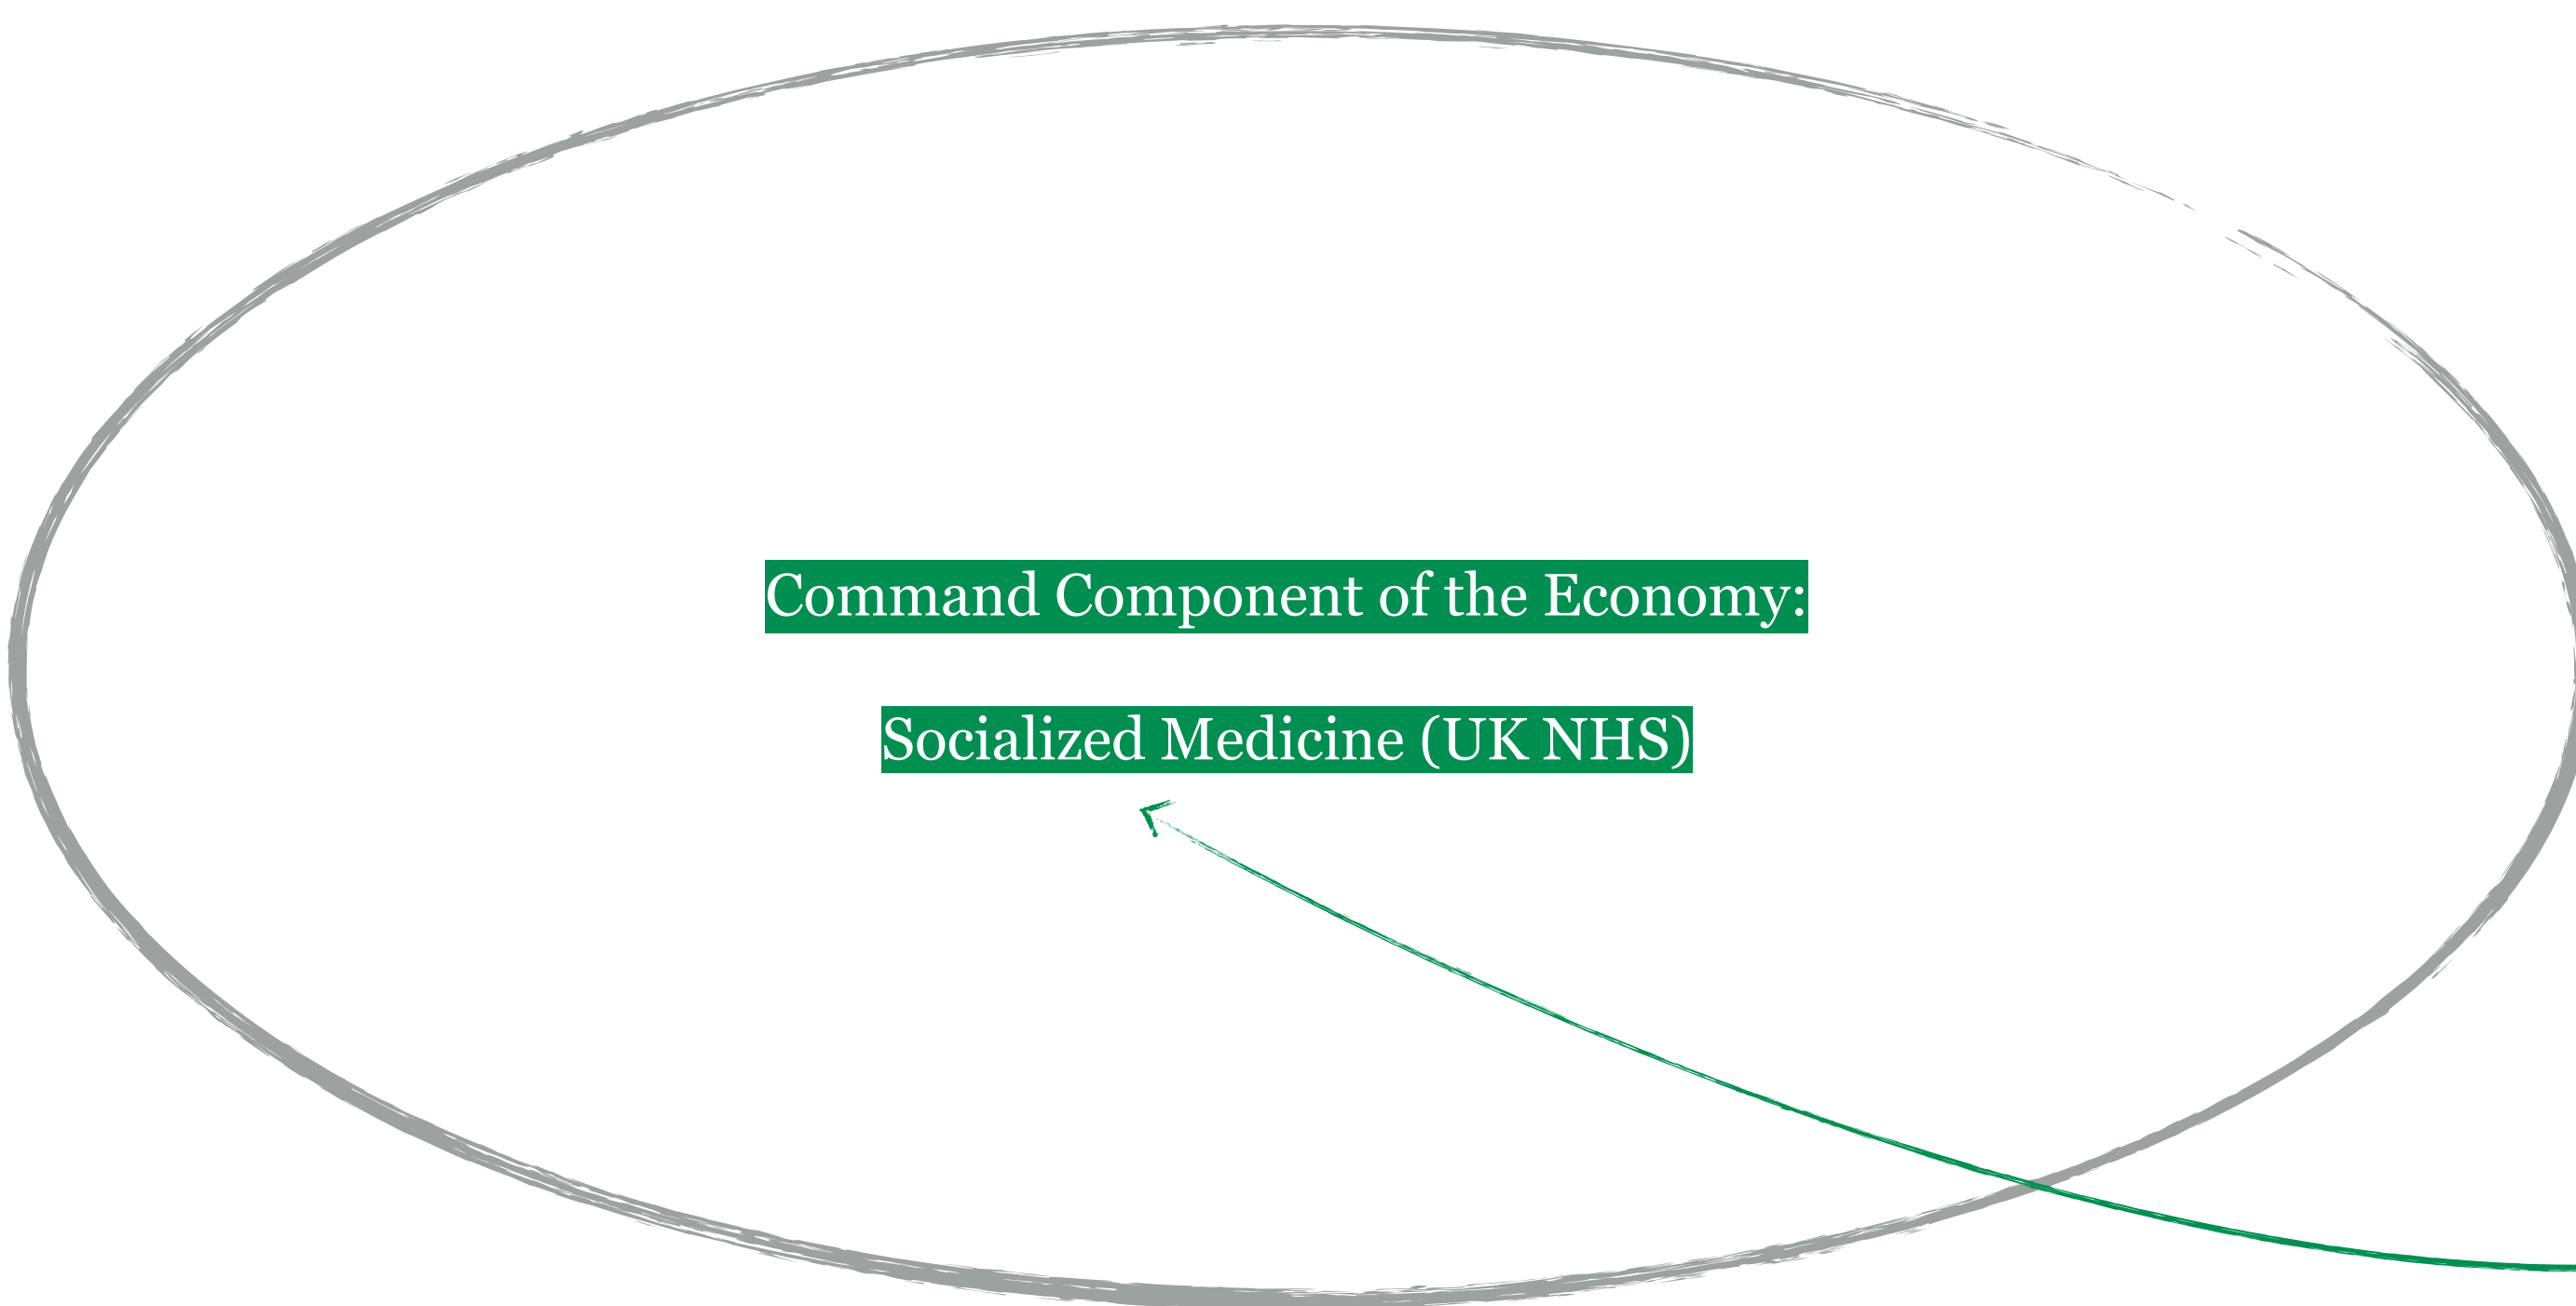 Command Component of the Economy:
Socialized Medicine (UK NHS)